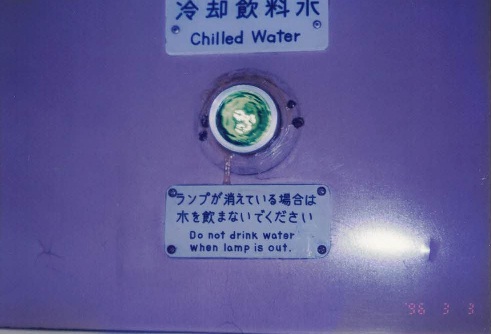 冷却飲料水
Chilled Water
ランプが消えている場合は
水を飲まないでください
Do not drink water
when lamp is out.
'96 3 3